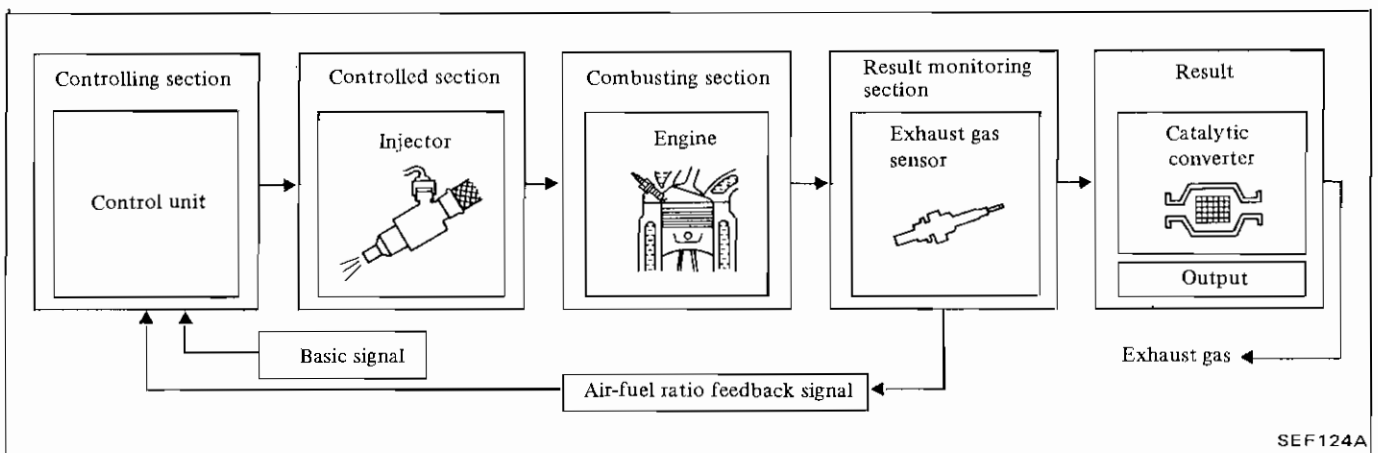 Controlling section
Control unit
Controlled section
Injector
Combusting section
Engine
Result monitoring
section
Exhaust gas
sensor
Result
Catalytic
converter
Output
Basic signal
Air-fuel ratio feedback signal
Exhaust gas
SEF124A